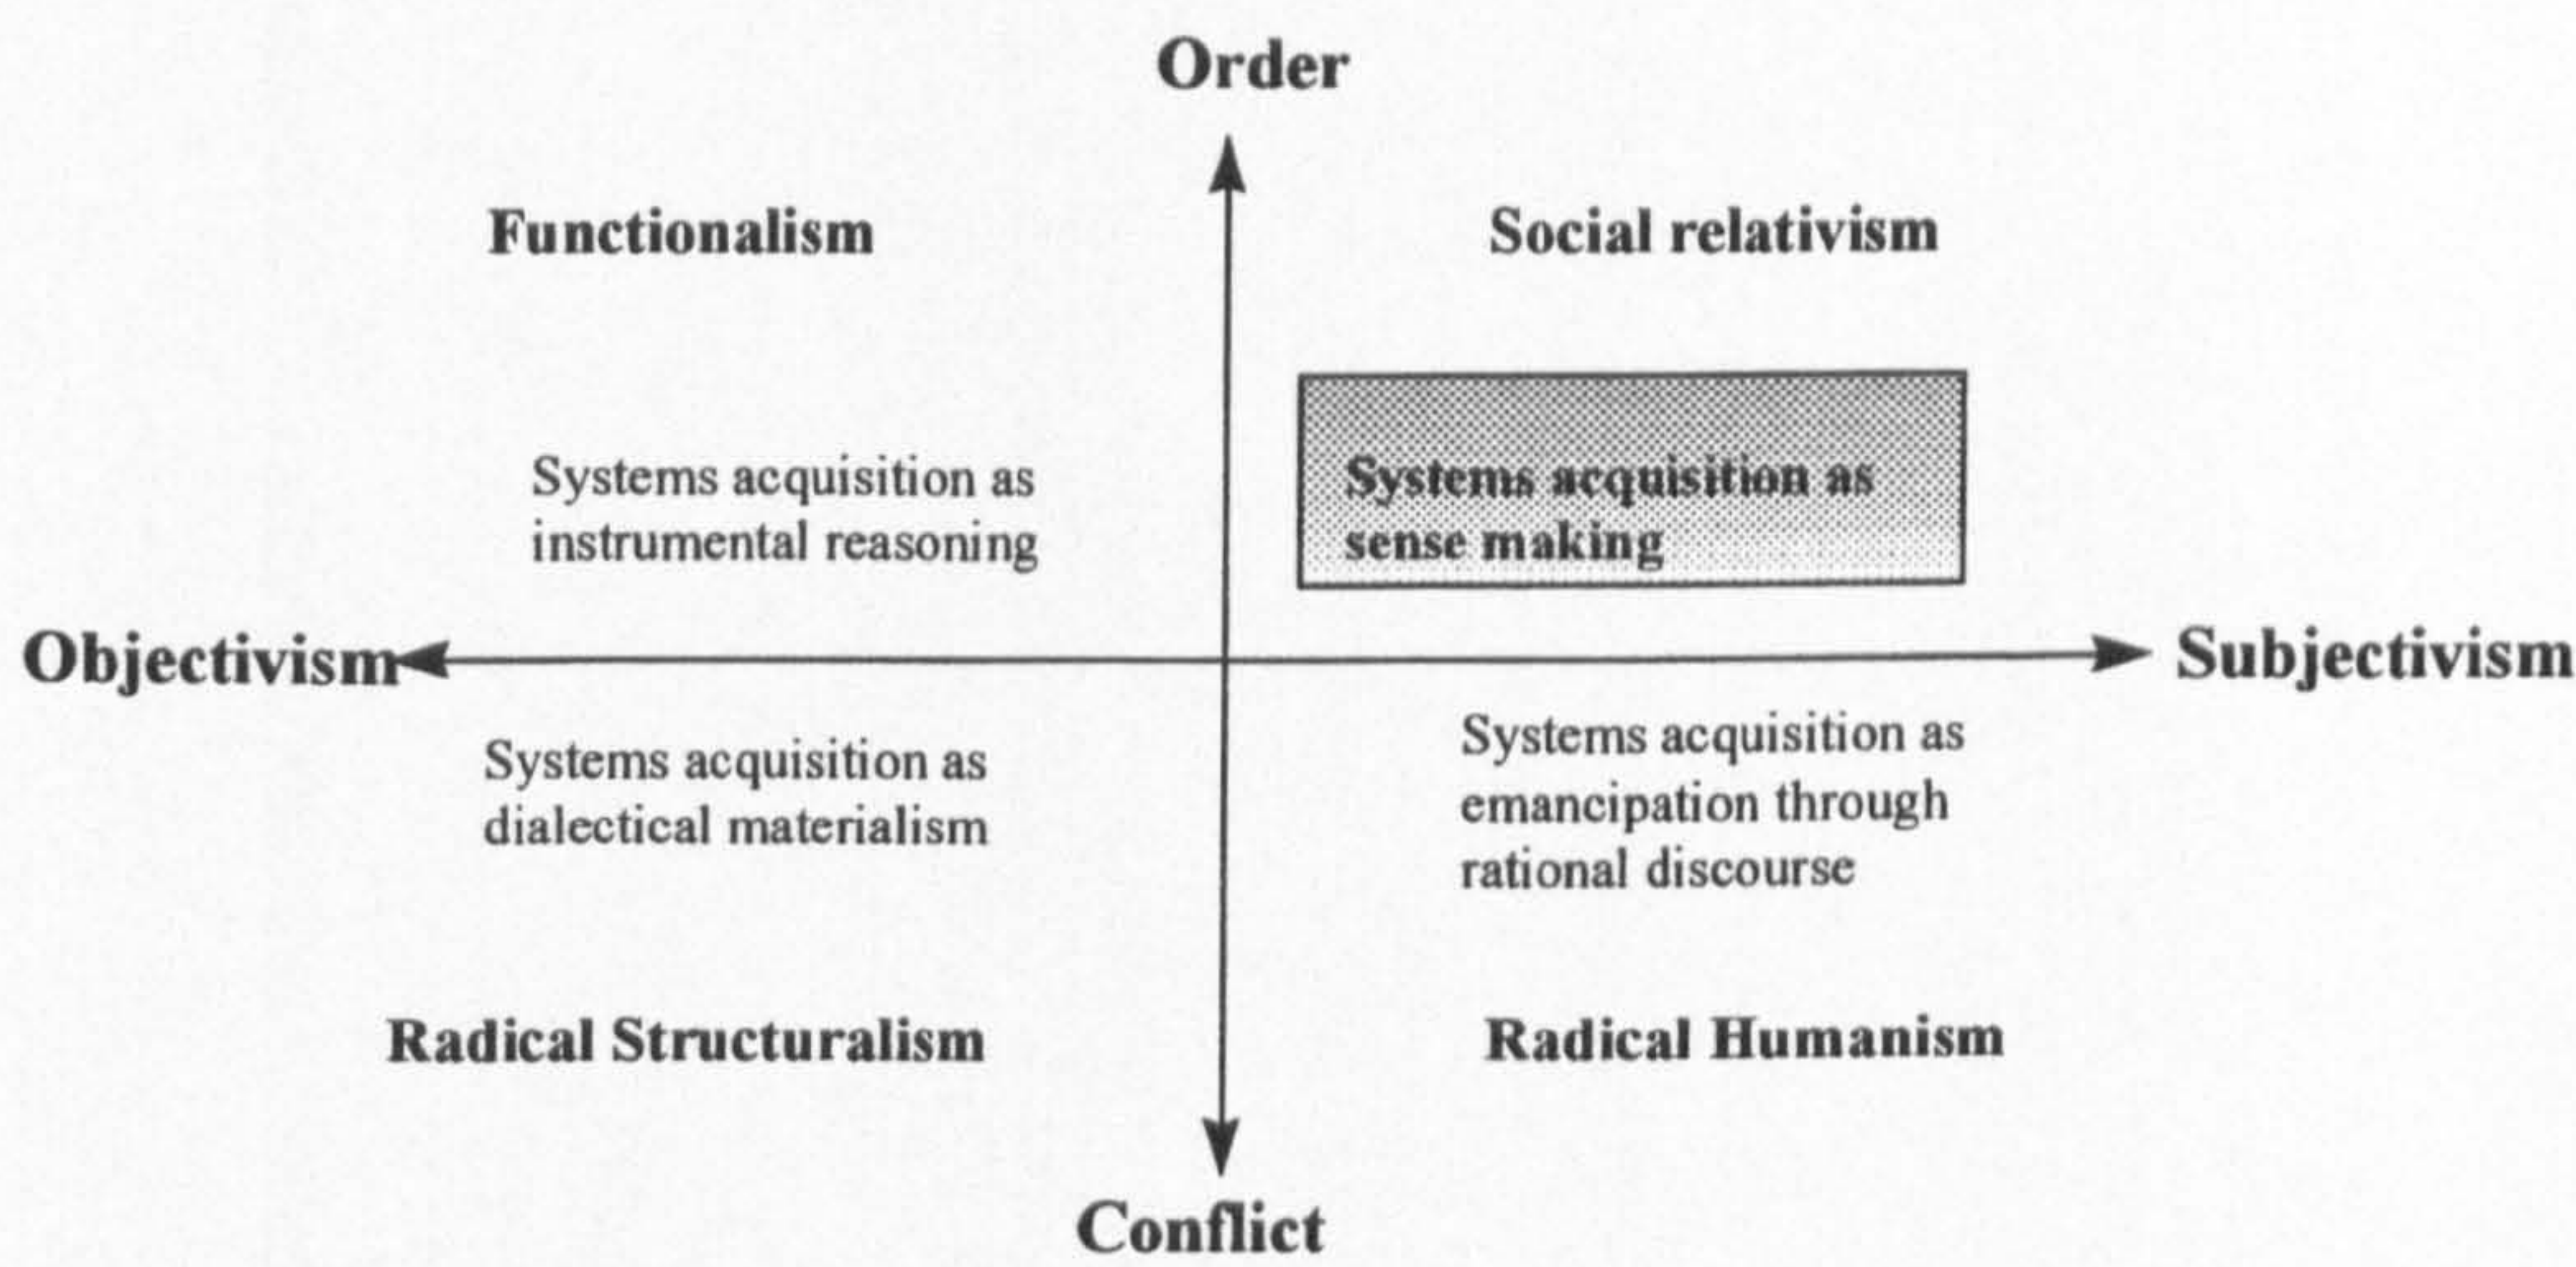 Order
Functionalism
Social relativism
Systems acquisition as
instrumental reasoning
Systems acquisition as
sense making
Objectivism
Subjectivism
Systems acquisition as
dialectical materialism
Systems acquisition as
emancipation through
rational discourse
Radical Structuralism
Radical Humanism
Conflict